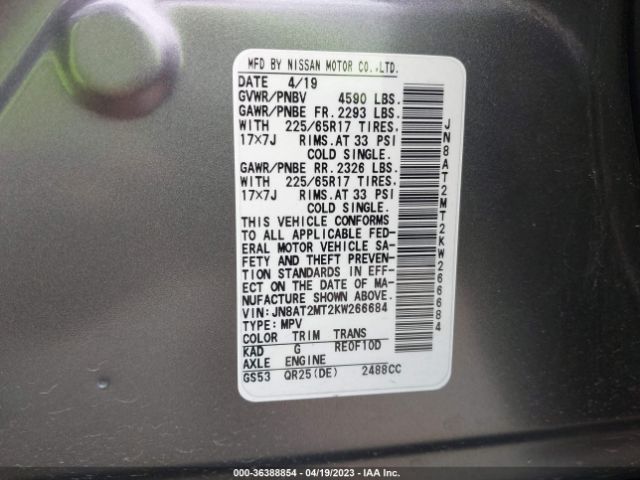 MFD BY NISSAN MOTOR CO.,LTD.
DATE 4/19
GVWR/PNBV 4590 LBS.
GAWR/PNBE FR. 2293 LBS.
WITH 225/65R17 TIRES.
17×7J RIMS.AT 33 PSI
COLD SINGLE.
GAWR/PNBE RR. 2326 LBS.
WITH 225/65R17 TIRES.
17×7J RIMS.AT 33 PSI
COLD SINGLE.
THIS VEHICLE CONFORMS
TO ALL APPLICABLE FED-
ERAL MOTOR VEHICLE SA-
FETY AND THEFT PREVEN-
TION STANDARDS IN EFF-
ECT ON THE DATE OF MA-
NUFACTURE SHOWN ABOVE.
VIN:JN8AT2MT2KW266684
TYPE:MPV
COLOR TRIM TRANS
KAD G RE0F10D
AXLE ENGINE
GS53 QR25(DE) 2488CC
JN8AT2MT2KW266684
000-36388854 - 04/19/2023 - IAA Inc.